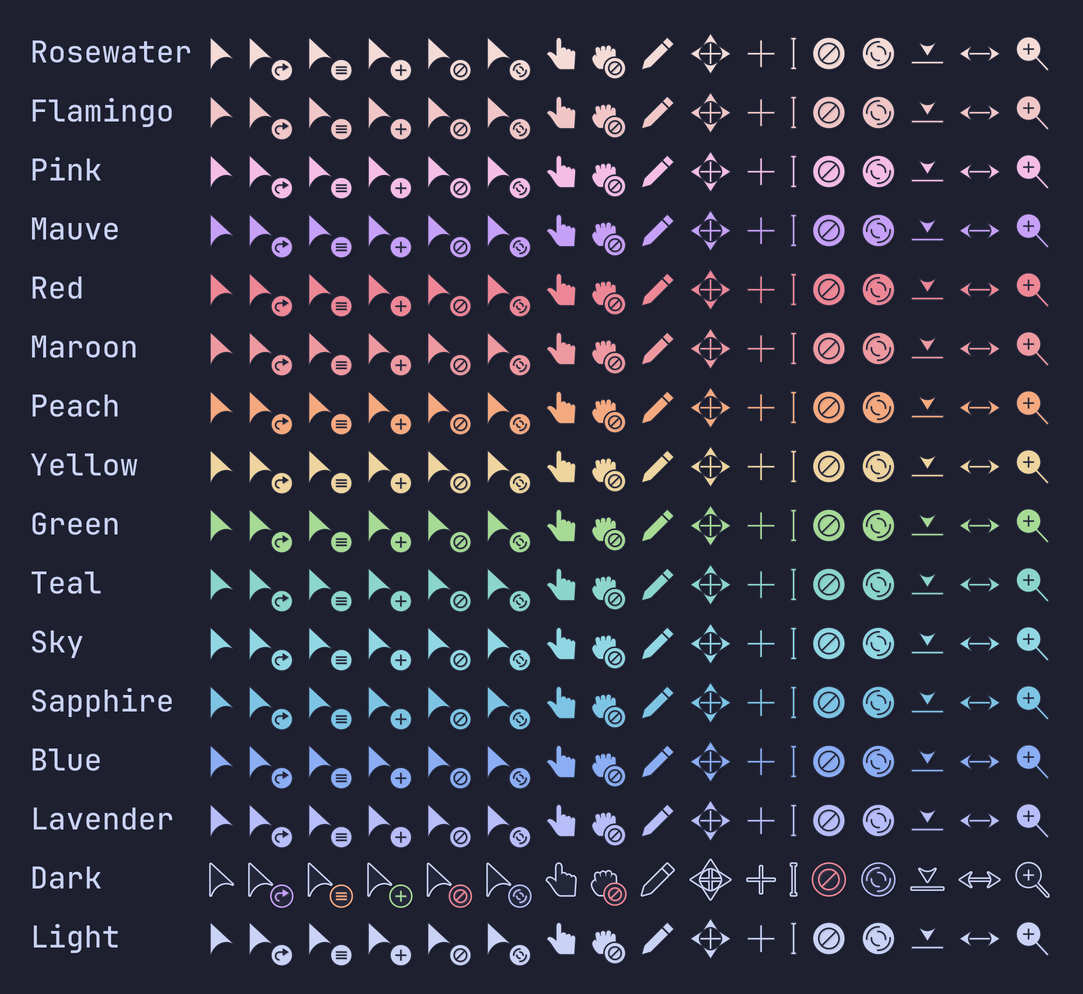 Rosewater
Flamingo
Pink
Mauve
Red
Maroon
Peach
Yellow
Green
Teal
Sky
Sapphire
Blue
Lavender
Dark
Light